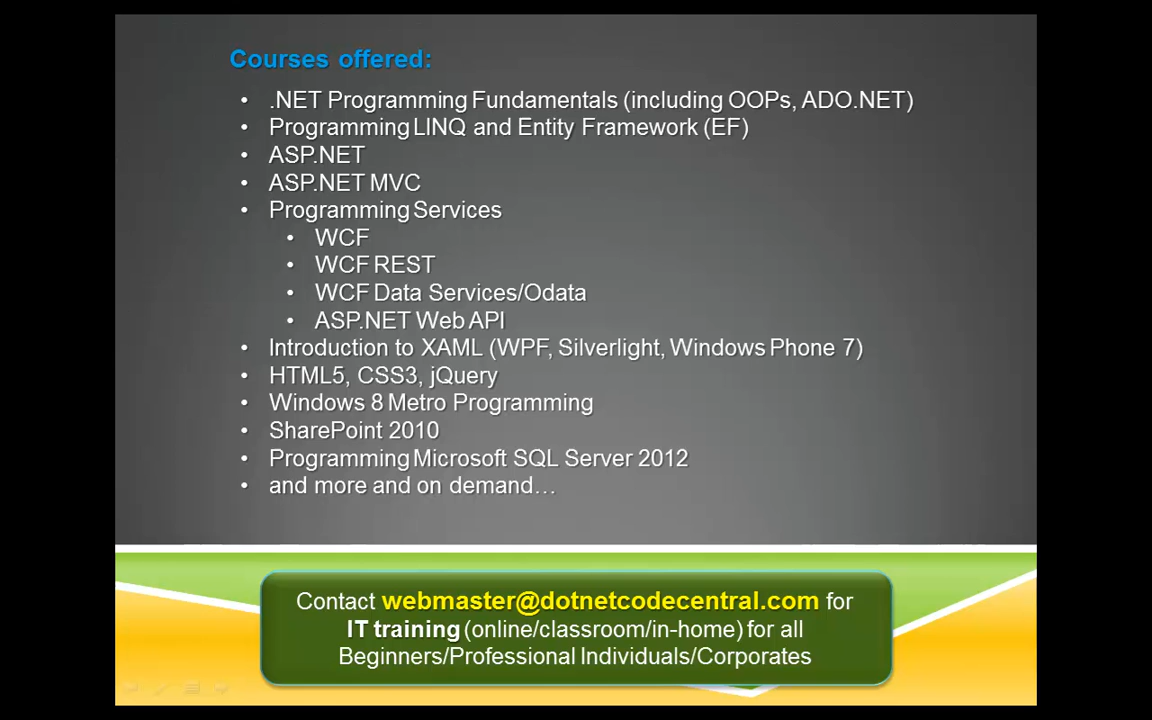 Courses offered:
• .NET Programming Fundamentals (including OOPs, ADO.NET)
• Programming LINQ and Entity Framework (EF)
• ASP.NET
• ASP.NET MVC
• Programming Services
• WCF
• WCF REST
• WCF Data Services/Odata
• ASP.NET Web API
• Introduction to XAML (WPF, Silverlight, Windows Phone 7)
• HTML5, CSS3, jQuery
• Windows 8 Metro Programming
• SharePoint 2010
• Programming Microsoft SQL Server 2012
• and more and on demand…
Contact webmaster@dotnetcodecentral.com for
IT training (online/classroom/in-home) for all
Beginners/Professional Individuals/Corporates